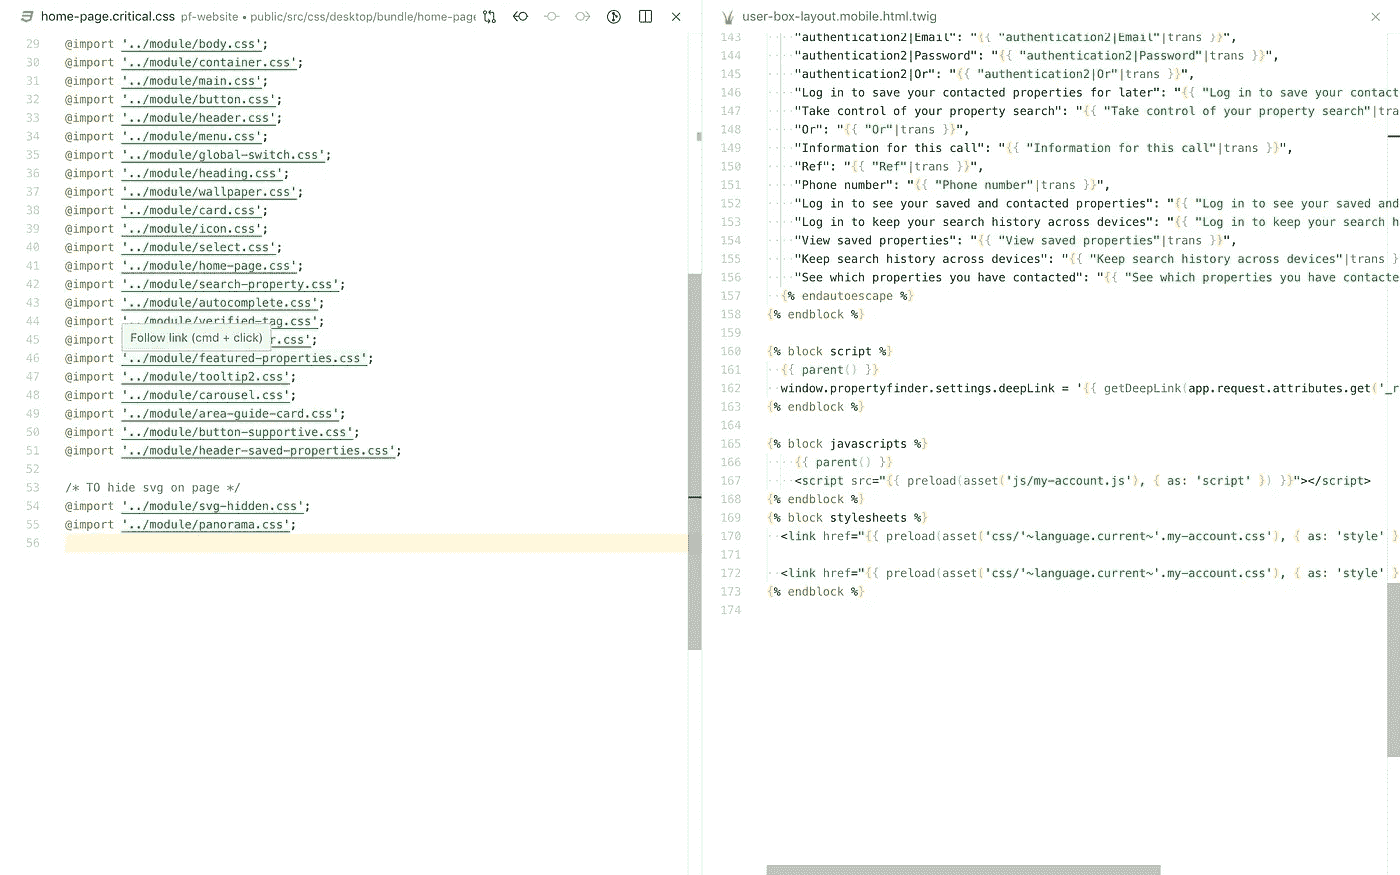 home-page.critical.css pf-website • public/src/css/desktop/bundle/home-page
29 @import '../module/body.css';
30 @import '../module/container.css';
31 @import '../module/main.css';
32 @import '../module/button.css';
33 @import '../module/header.css';
34 @import '../module/menu.css';
35 @import '../module/global-switch.css';
36 @import '../module/heading.css';
37 @import '../module/wallpaper.css';
38 @import '../module/card.css';
39 @import '../module/icon.css';
40 @import '../module/select.css';
41 @import '../module/home-page.css';
42 @import '../module/search-property.css';
43 @import '../module/autocomplete.css';
44 @import '../module/verified-tag.css';
45 @import r.css';
Follow link (cmd + click)
46 @import '../module/featured-properties.css';
47 @import '../module/tooltip2.css';
48 @import '../module/carousel.css';
49 @import '../module/area-guide-card.css';
50 @import '../module/button-supportive.css';
51 @import '../module/header-saved-properties.css';
52
53 /* TO hide svg on page */
54 @import '../module/svg-hidden.css';
55 @import '../module/panorama.css';
56
user-box-layout.mobile.html.twig
143 "authentication2|Email": "{{ "authentication2|Email"|trans }}",
144 "authentication2|Password": "{{ "authentication2|Password"|trans }}",
145 "authentication2|Or": "{{ "authentication2|Or"|trans }}",
146 "Log in to save your contacted properties for later": "{{ "Log in to save your contact
147 "Take control of your property search": "{{ "Take control of your property search"|tra
148 "Or": "{{ "Or"|trans }}",
149 "Information for this call": "{{ "Information for this call"|trans }}",
150 "Ref": "{{ "Ref"|trans }}",
151 "Phone number": "{{ "Phone number"|trans }}",
152 "Log in to see your saved and contacted properties": "{{ "Log in to see your saved and
153 "Log in to keep your search history across devices": "{{ "Log in to keep your search h
154 "View saved properties": "{{ "View saved properties"|trans }}",
155 "Keep search history across devices": "{{ "Keep search history across devices"|trans }
156 "See which properties you have contacted": "{{ "See which properties you have contacte
157 {% endautoescape %}
158 {% endblock %}
159
160 {% block script %}
161 {{ parent() }}
162 window.propertyfinder.settings.deepLink = '{{ getDeepLink(app.request.attributes.get('_r
163 {% endblock %}
164
165 {% block javascripts %}
166 {{ parent() }}
167 <script src="{{ preload(asset('js/my-account.js'), { as: 'script' }) }}"></script>
168 {% endblock %}
169 {% block stylesheets %}
170 <link href="{{ preload(asset('css/'~language.current~'.my-account.css'), { as: 'style' }
171
172 <link href="{{ preload(asset('css/'~language.current~'.my-account.css'), { as: 'style' }
173 {% endblock %}
174